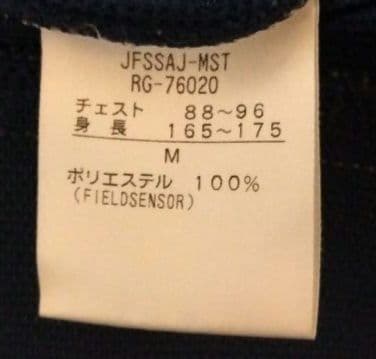 JFSSAJ-MST
RG-76020
チェスト 88～96
身長 165～175
M
ポリエステル 100%
(FIELDSENSOR)